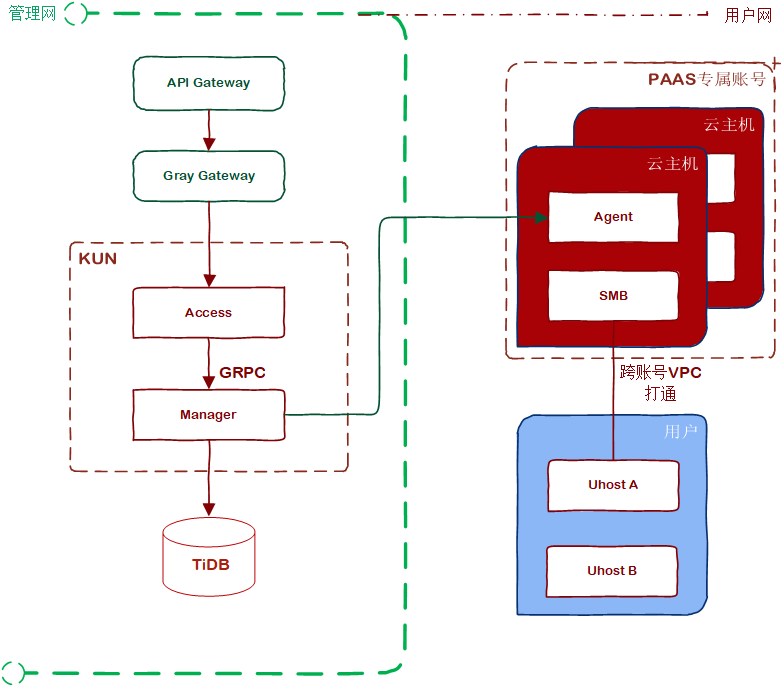 管理网
用户网
API Gateway
Gray Gateway
KUN
Access
GRPC
Manager
TiDB
PAAS专属账号
云主机
云主机
Agent
SMB
跨账号VPC
打通
用户
Uhost A
Uhost B